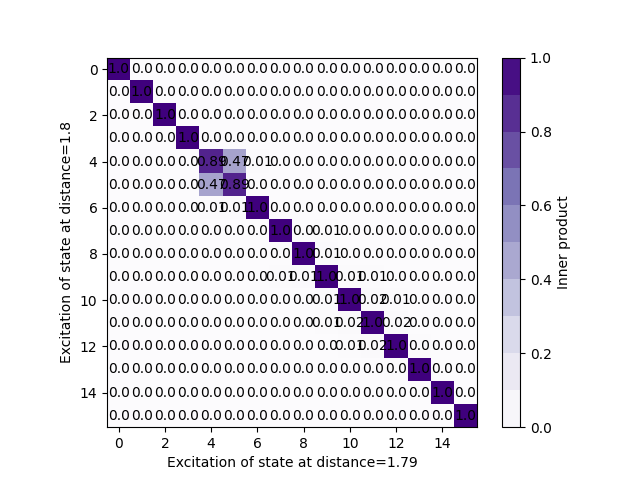 0 1.0 0.0 0.0 0.0 0.0 0.0 0.0 0.0 0.0 0.0 0.0 0.0 0.0 0.0 0.0 0.0
0.0 1.0 0.0 0.0 0.0 0.0 0.0 0.0 0.0 0.0 0.0 0.0 0.0 0.0 0.0 0.0
2 0.0 0.0 1.0 0.0 0.0 0.0 0.0 0.0 0.0 0.0 0.0 0.0 0.0 0.0 0.0 0.0
0.0 0.0 0.0 1.0 0.0 0.0 0.0 0.0 0.0 0.0 0.0 0.0 0.0 0.0 0.0 0.0
4 0.0 0.0 0.0 0.0 0.89 0.47 0.01 0.0 0.0 0.0 0.0 0.0 0.0 0.0 0.0 0.0
0.0 0.0 0.0 0.0 0.47 0.89 0.0 0.0 0.0 0.0 0.0 0.0 0.0 0.0 0.0 0.0
6 0.0 0.0 0.0 0.0 0.01 0.01 1.0 0.0 0.0 0.0 0.0 0.0 0.0 0.0 0.0 0.0
0.0 0.0 0.0 0.0 0.0 0.0 0.0 1.0 0.0 0.01 0.0 0.0 0.0 0.0 0.0 0.0
8 0.0 0.0 0.0 0.0 0.0 0.0 0.0 0.0 1.0 0.01 0.0 0.0 0.0 0.0 0.0 0.0
0.0 0.0 0.0 0.0 0.0 0.0 0.0 0.01 0.01 1.0 0.01 0.01 0.0 0.0 0.0 0.0
10 0.0 0.0 0.0 0.0 0.0 0.0 0.0 0.0 0.0 0.01 1.0 0.02 0.01 0.0 0.0 0.0
0.0 0.0 0.0 0.0 0.0 0.0 0.0 0.0 0.0 0.01 0.02 1.0 0.02 0.0 0.0 0.0
12 0.0 0.0 0.0 0.0 0.0 0.0 0.0 0.0 0.0 0.0 0.01 0.02 1.0 0.0 0.0 0.0
0.0 0.0 0.0 0.0 0.0 0.0 0.0 0.0 0.0 0.0 0.0 0.0 0.0 1.0 0.0 0.0
14 0.0 0.0 0.0 0.0 0.0 0.0 0.0 0.0 0.0 0.0 0.0 0.0 0.0 0.0 1.0 0.0
0.0 0.0 0.0 0.0 0.0 0.0 0.0 0.0 0.0 0.0 0.0 0.0 0.0 0.0 0.0 1.0
0 2 4 6 8 10 12 14
Excitation of state at distance=1.79
Excitation of state at distance=1.8
1.0
0.8
0.6
0.4
0.2
0.0
Inner product